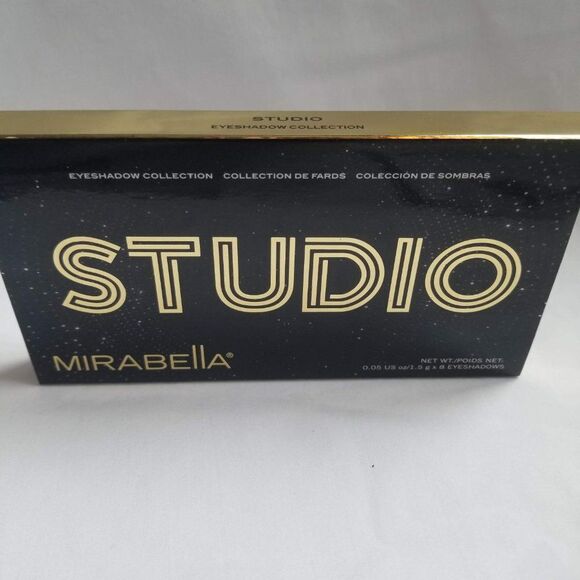 STUDIO
EYESHADOW COLLECTION
EYESHADOW COLLECTION COLLECTION DE FARDS COLECCIÓN DE SOMBRAS
STUDIO
MIRABEllA®
NET WT./POIDS NET:
0.05 US oz/1.5 g x 8 EYESHADOWS